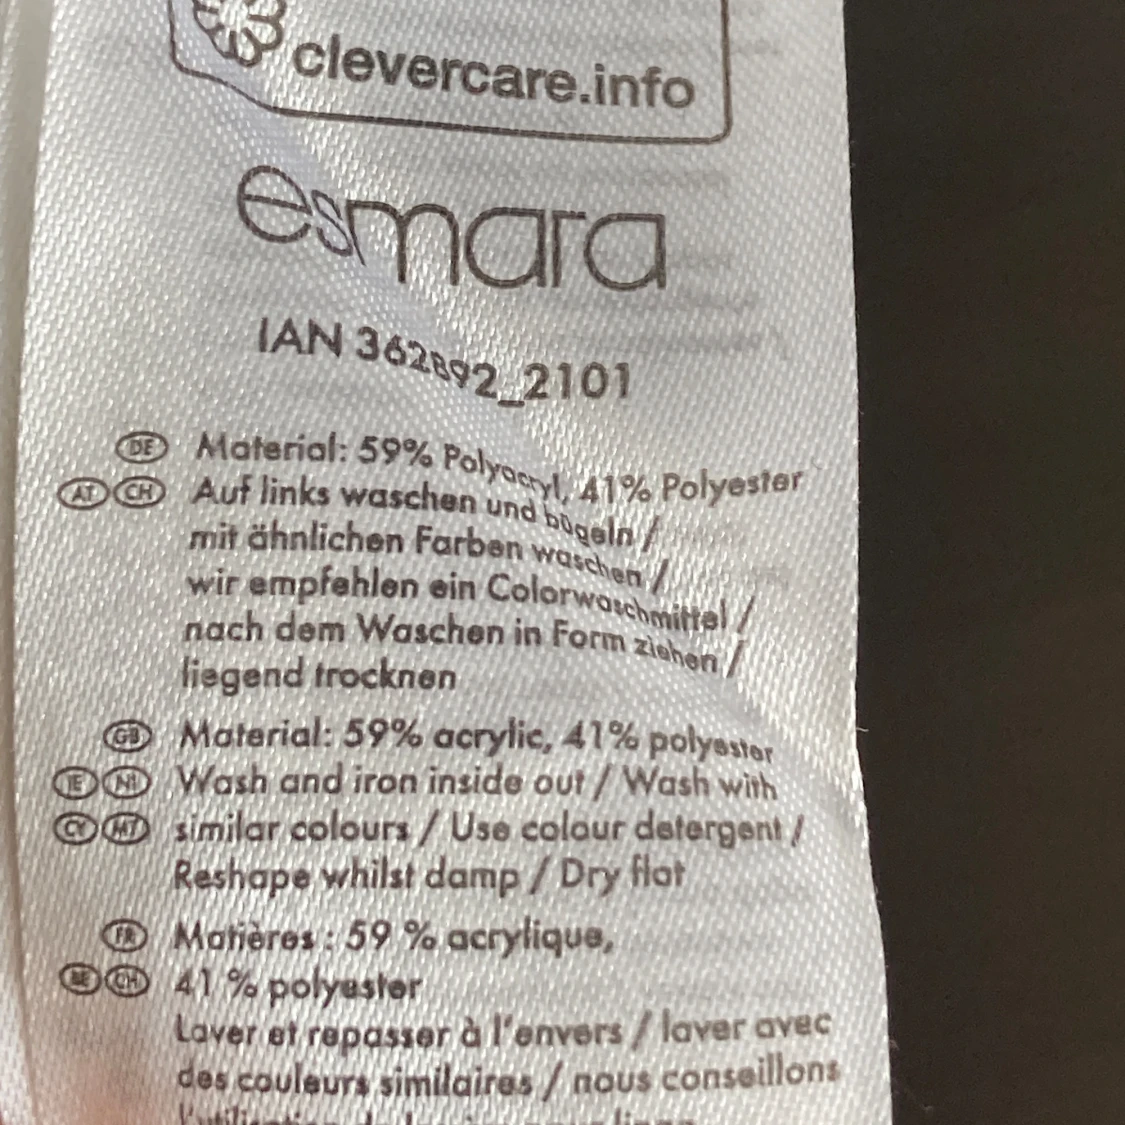 clevercare.info
esmara
IAN 362892_2101
DE Material: 59% Polyacryl, 41% Polyester
AT CH Auf links waschen und bügeln /
mit ähnlichen Farben waschen /
wir empfehlen ein Colorwaschmittel /
nach dem Waschen in Form ziehen /
liegend trocknen
GB Material: 59% acrylic, 41% polyester
IE NI Wash and iron inside out / Wash with
CY MT similar colours / Use colour detergent /
Reshape whilst damp / Dry flat
FR Matières : 59 % acrylique,
BE CH 41 % polyester
Laver et repasser à l'envers / laver avec
des couleurs similaires / nous conseillons